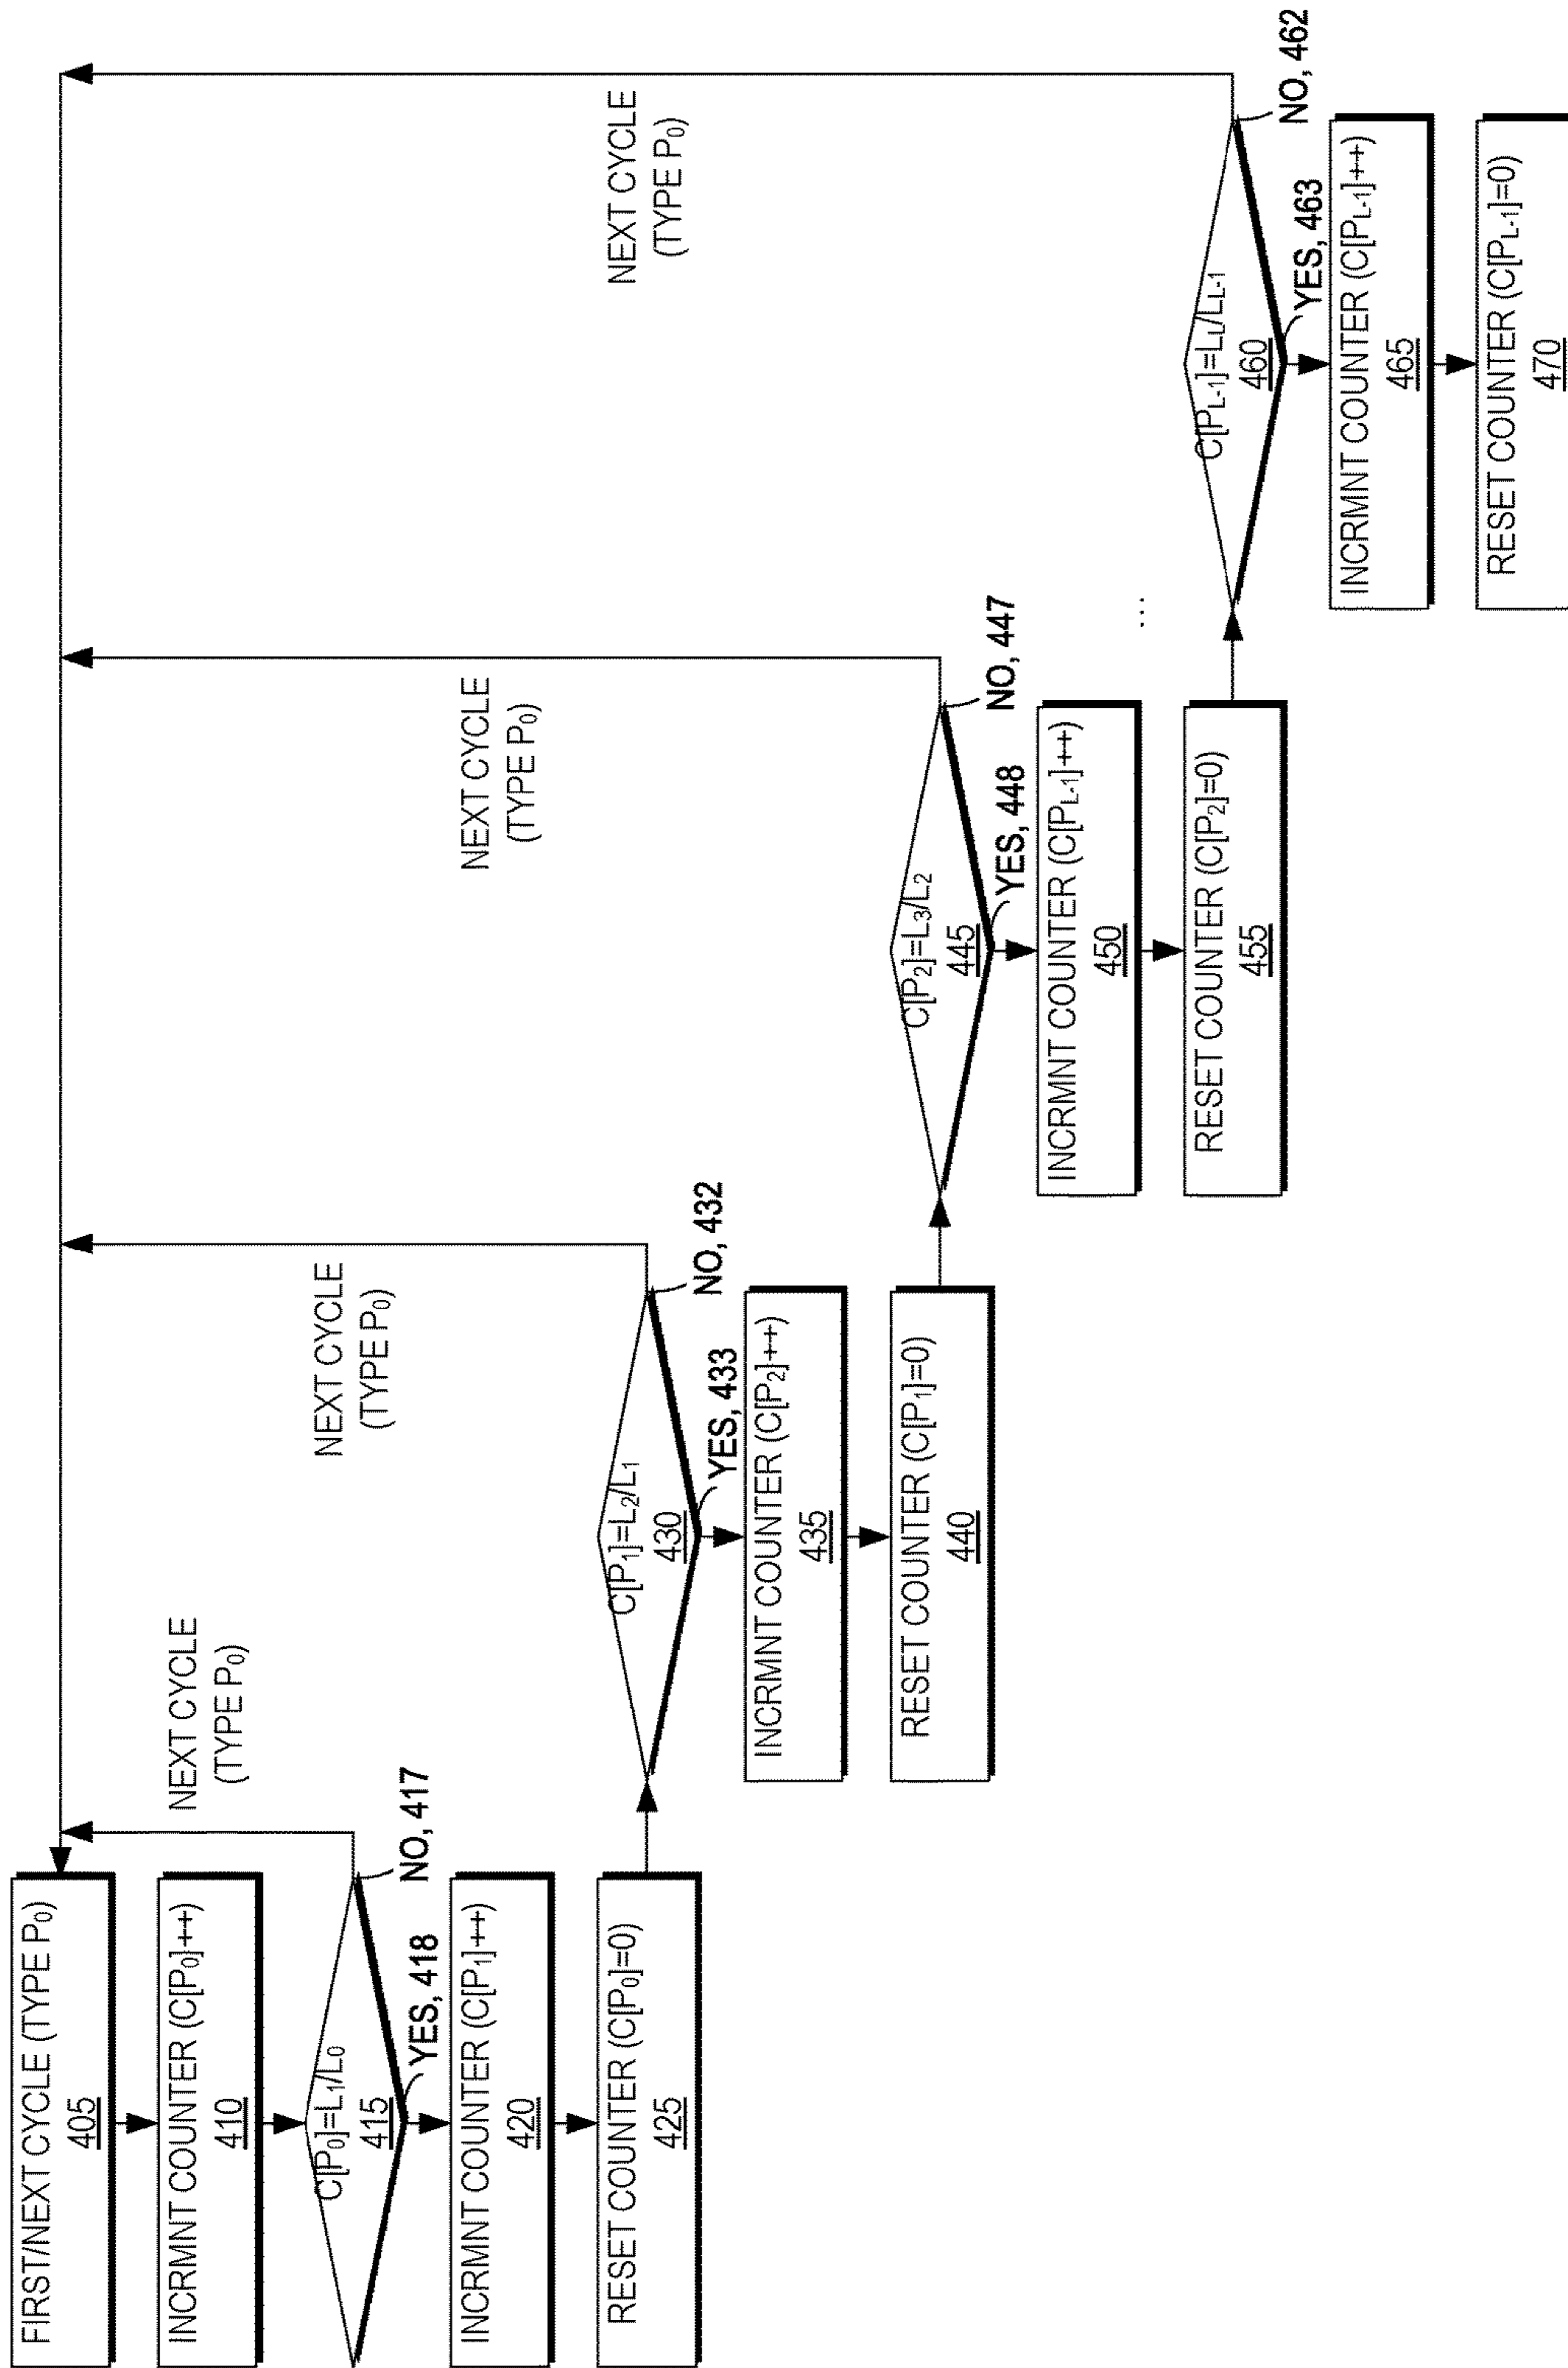 FIRST/NEXT CYCLE (TYPE P₀)
405
INCRMNT COUNTER (C[P₀]++)
410
C[P₀]=L₁/L₀
415
NO, 417
YES, 418
NEXT CYCLE
(TYPE P₀)
INCRMNT COUNTER (C[P₁]++)
420
RESET COUNTER (C[P₀]=0)
425
C[P₁]=L₂/L₁
430
NO, 432
YES, 433
NEXT CYCLE
(TYPE P₀)
INCRMNT COUNTER (C[P₂]++)
435
RESET COUNTER (C[P₁]=0)
440
C[P₂]=L₃/L₂
445
NO, 447
YES, 448
NEXT CYCLE
(TYPE P₀)
INCRMNT COUNTER (C[P_L-1]++)
450
RESET COUNTER (C[P₂]=0)
455
...
C[P_L-1]=L_L/L_L-1
460
NO, 462
YES, 463
NEXT CYCLE
(TYPE P₀)
INCRMNT COUNTER (C[P_L-1]++)
465
RESET COUNTER (C[P_L-1]=0)
470